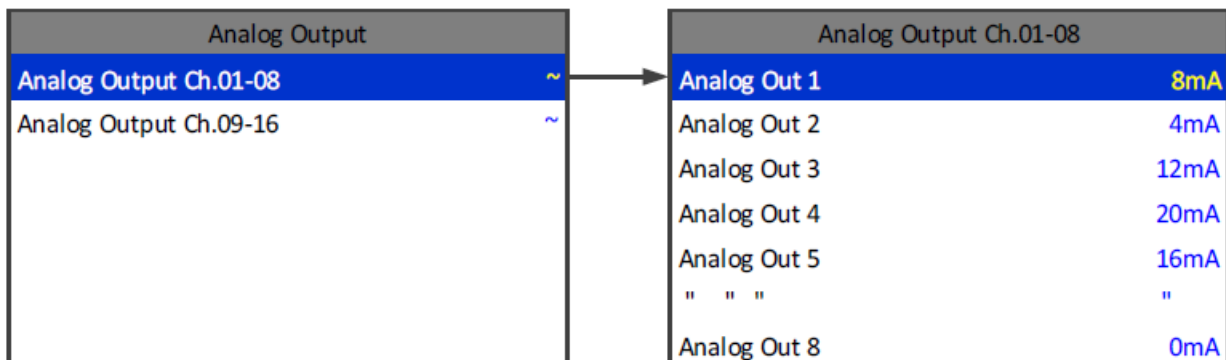 Analog Output
Analog Output Ch.01-08 ~
Analog Output Ch.09-16 ~
Analog Output Ch.01-08
Analog Out 1 8mA
Analog Out 2 4mA
Analog Out 3 12mA
Analog Out 4 20mA
Analog Out 5 16mA
" " " "
Analog Out 8 0mA